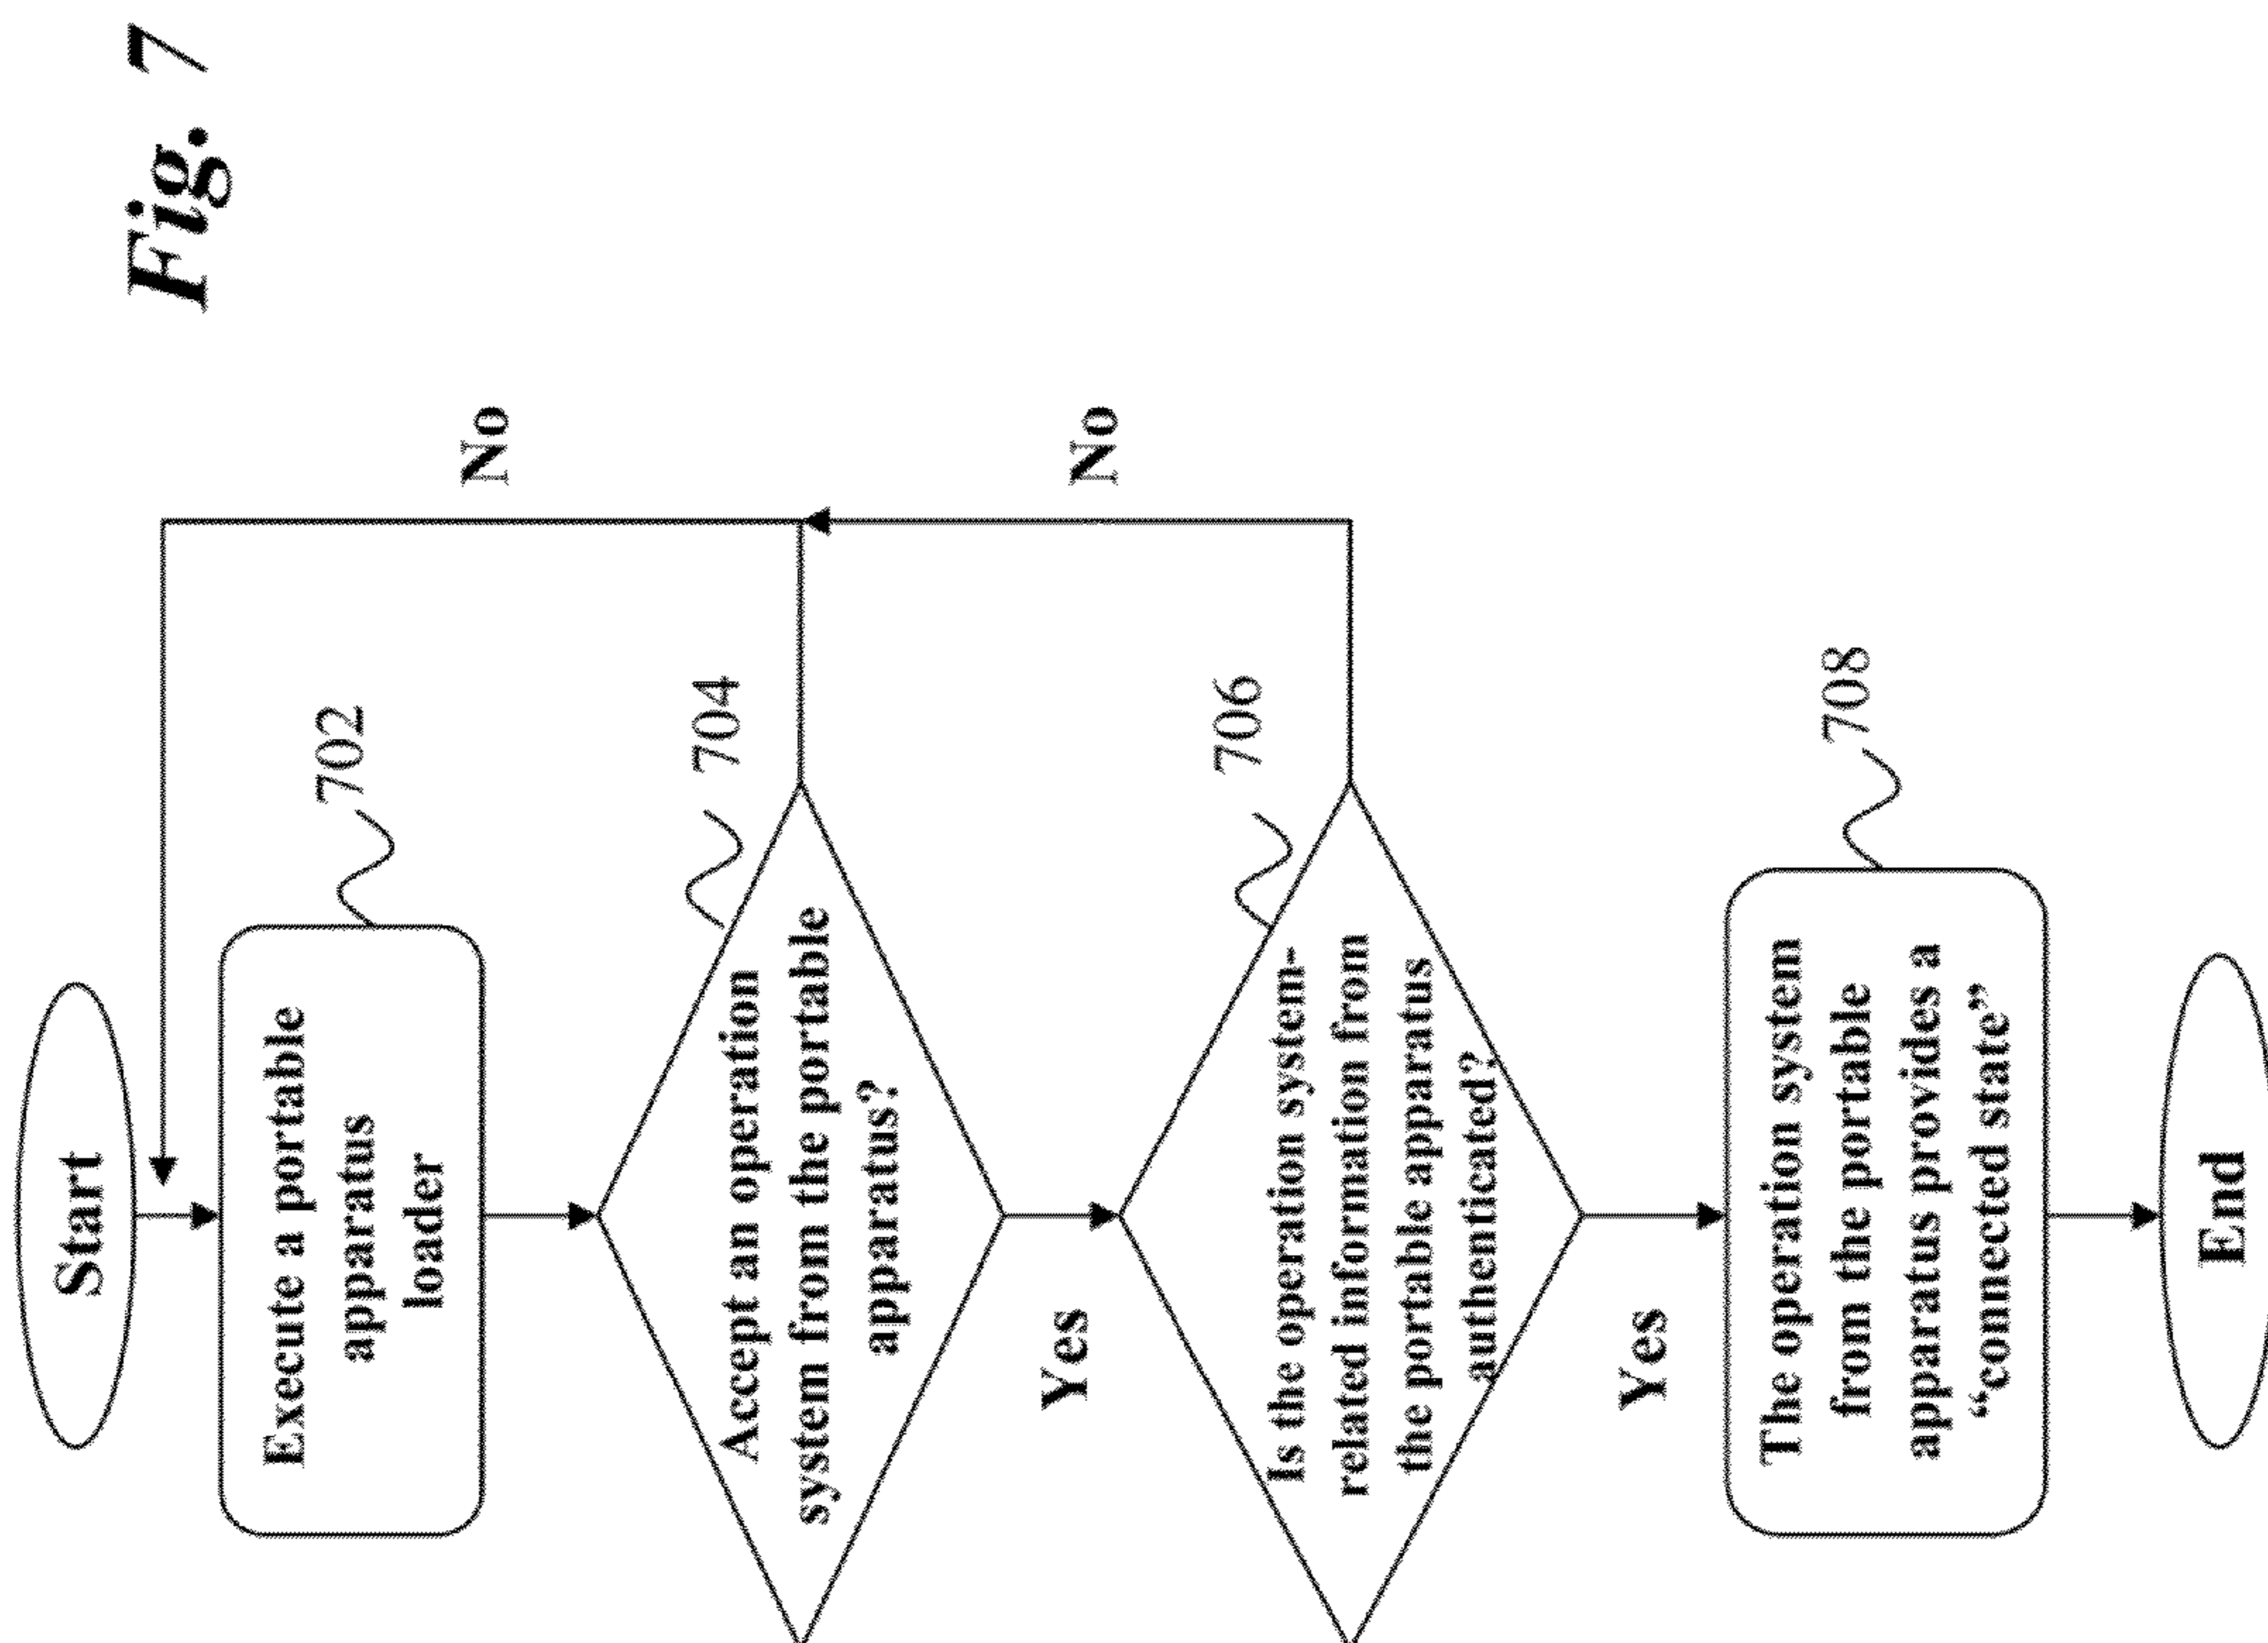 Fig. 7
Start
Execute a portable
apparatus
loader
702
No
Accept an operation
system from the portable
apparatus?
704
Yes
No
Is the operation system-
related information from
the portable apparatus
authenticated?
706
Yes
The operation system
from the portable
apparatus provides a
“connected state”
708
End